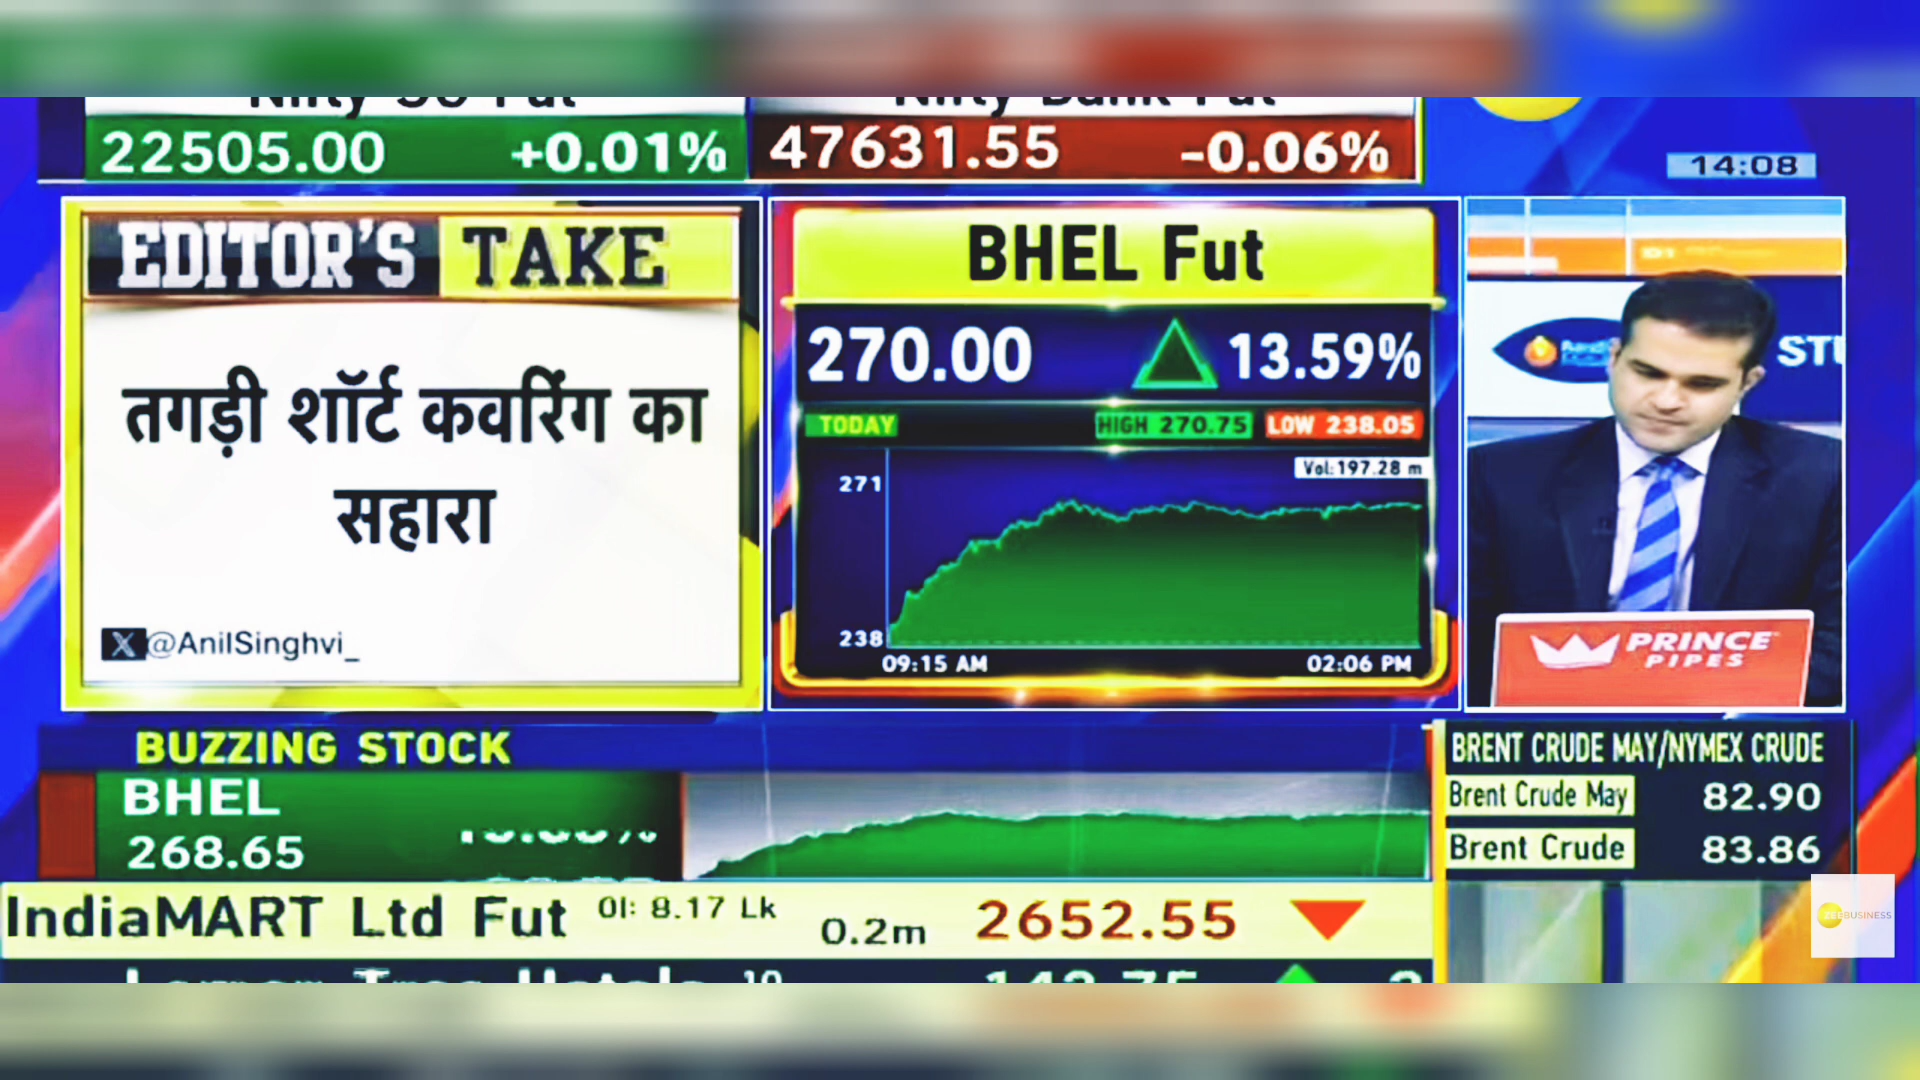 22505.00 +0.01%
47631.55 -0.06%
14:08
EDITOR'S TAKE
तगड़ी शॉर्ट कवरिंग का
सहारा
X @AnilSinghvi_
BHEL Fut
270.00 13.59%
TODAY HIGH 270.75 LOW 238.05
Vol:197.28 m
271
238
09:15 AM 02:06 PM
STU
PRINCE
PIPES
BUZZING STOCK
BHEL
268.65
BRENT CRUDE MAY/NYMEX CRUDE
Brent Crude May 82.90
Brent Crude 83.86
IndiaMART Ltd Fut OI: 8.17 Lk 0.2m 2652.55
ZEEBUSINESS